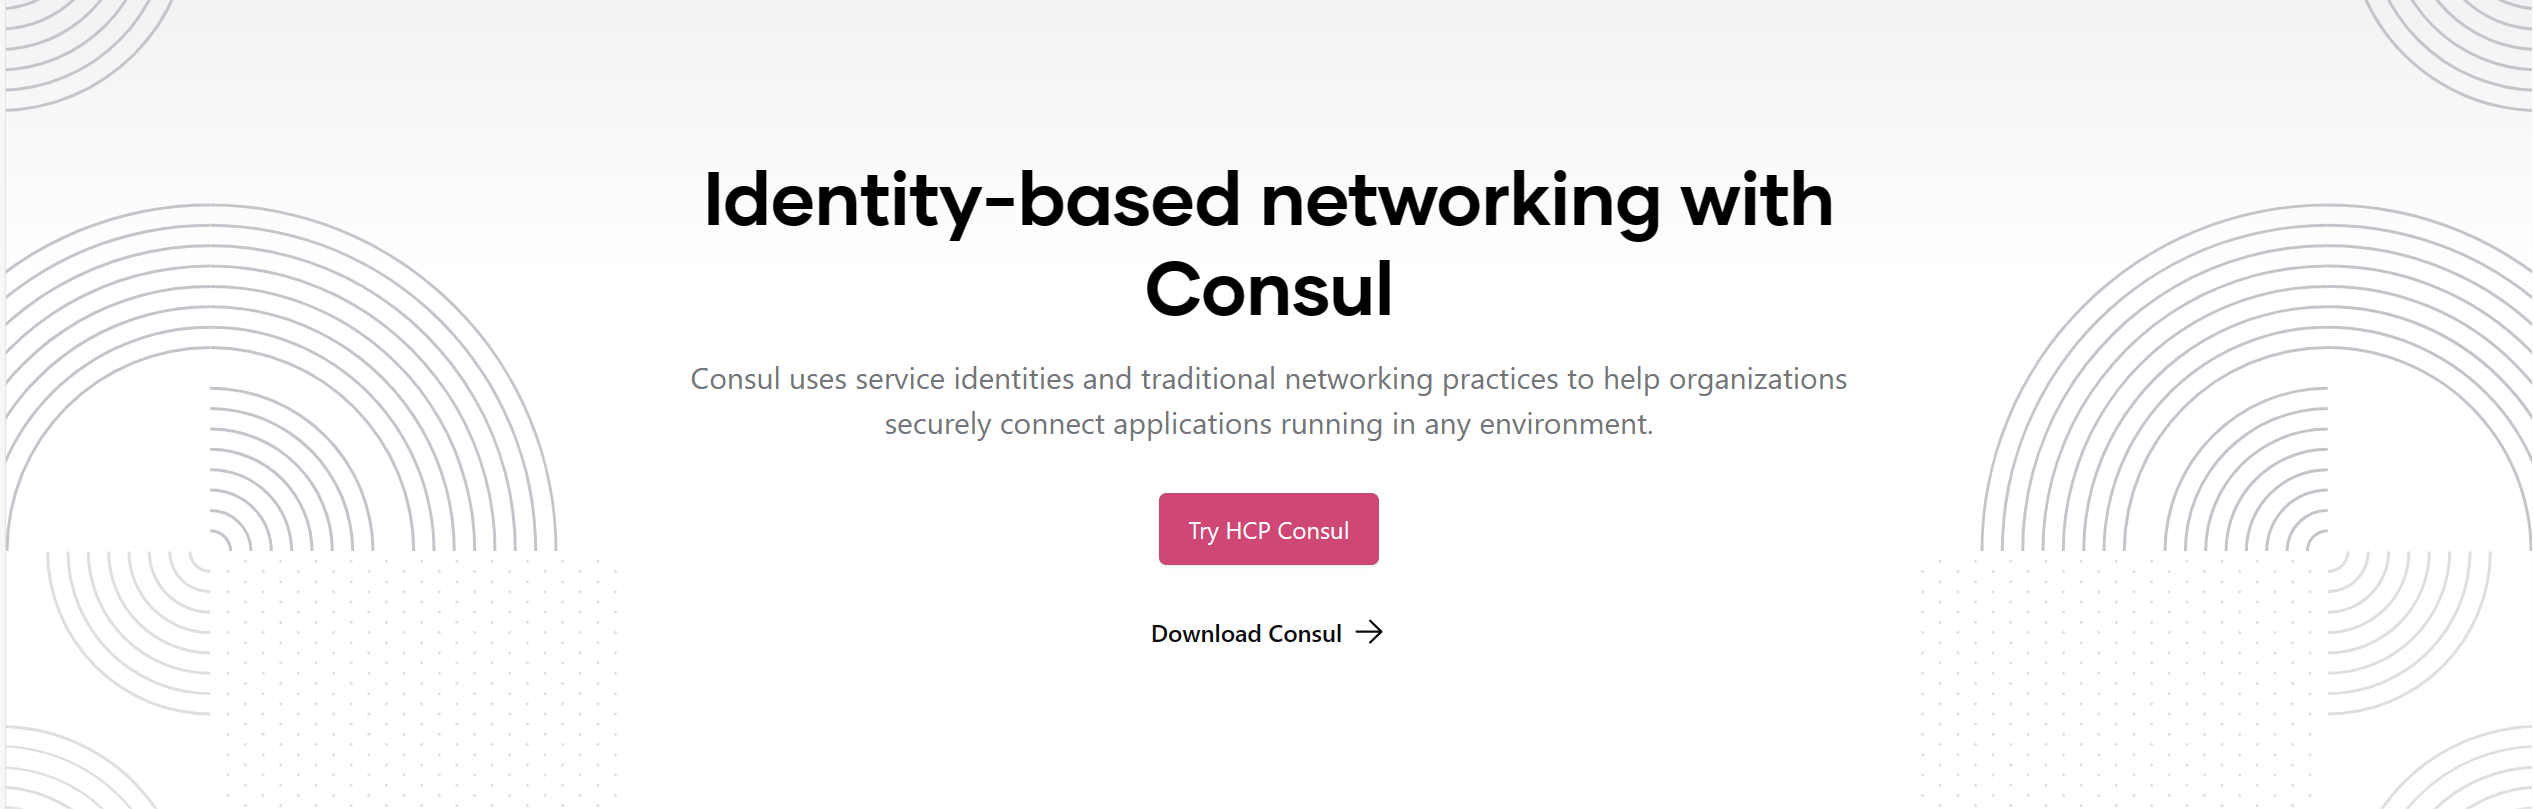 Identity-based networking with
Consul
Consul uses service identities and traditional networking practices to help organizations
securely connect applications running in any environment.
Try HCP Consul
Download Consul →